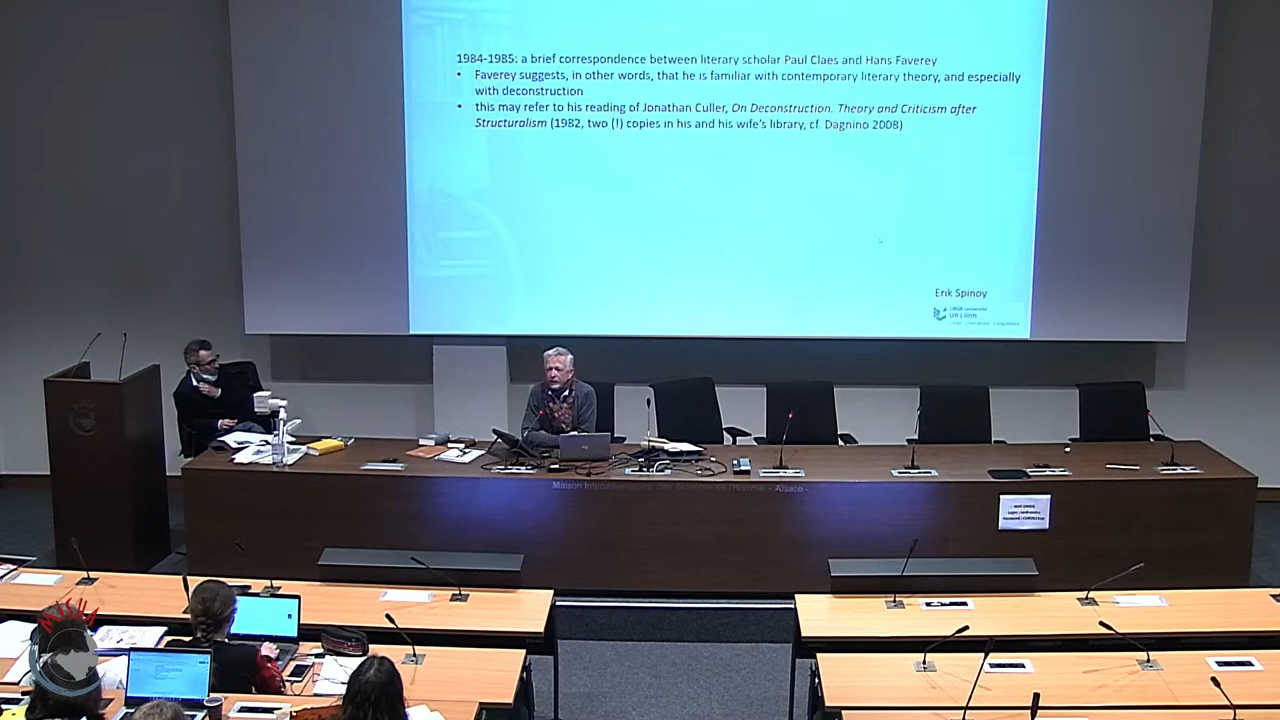 1984-1985: a brief correspondence between literary scholar Paul Claes and Hans Faverey
• Faverey suggests, in other words, that he is familiar with contemporary literary theory, and especially
with deconstruction
• this may refer to his reading of Jonathan Culler, On Deconstruction. Theory and Criticism after
Structuralism (1982, two (!) copies in his and his wife's library, cf. Dagnino 2008)
Erik Spinoy
Maison Interuniversitaire des Sciences de l'Homme - Alsace -
MISHA